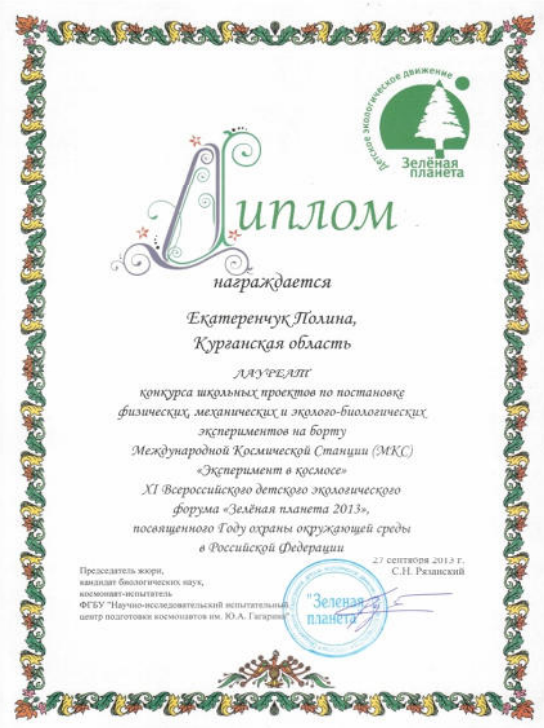 Детское экологическое движение
Зелёная
планета
Диплом
награждается
Екатеренчук Полина,
Курганская область
ЛАУРЕАТ
конкурса школьных проектов по постановке
физических, механических и эколого-биологических
экспериментов на борту
Международной Космической Станции (МКС)
«Эксперимент в космосе»
XI Всероссийского детского экологического
форума «Зелёная планета 2013»,
посвященного Году охраны окружающей среды
в Российской Федерации
27 сентября 2013 г.
Председатель жюри,
С.Н. Рязанский
кандидат биологических наук,
космонавт-испытатель
ФГБУ "Научно-исследовательский испытательный
центр подготовки космонавтов им. Ю.А. Гагарина"
"Зеленая
планета"